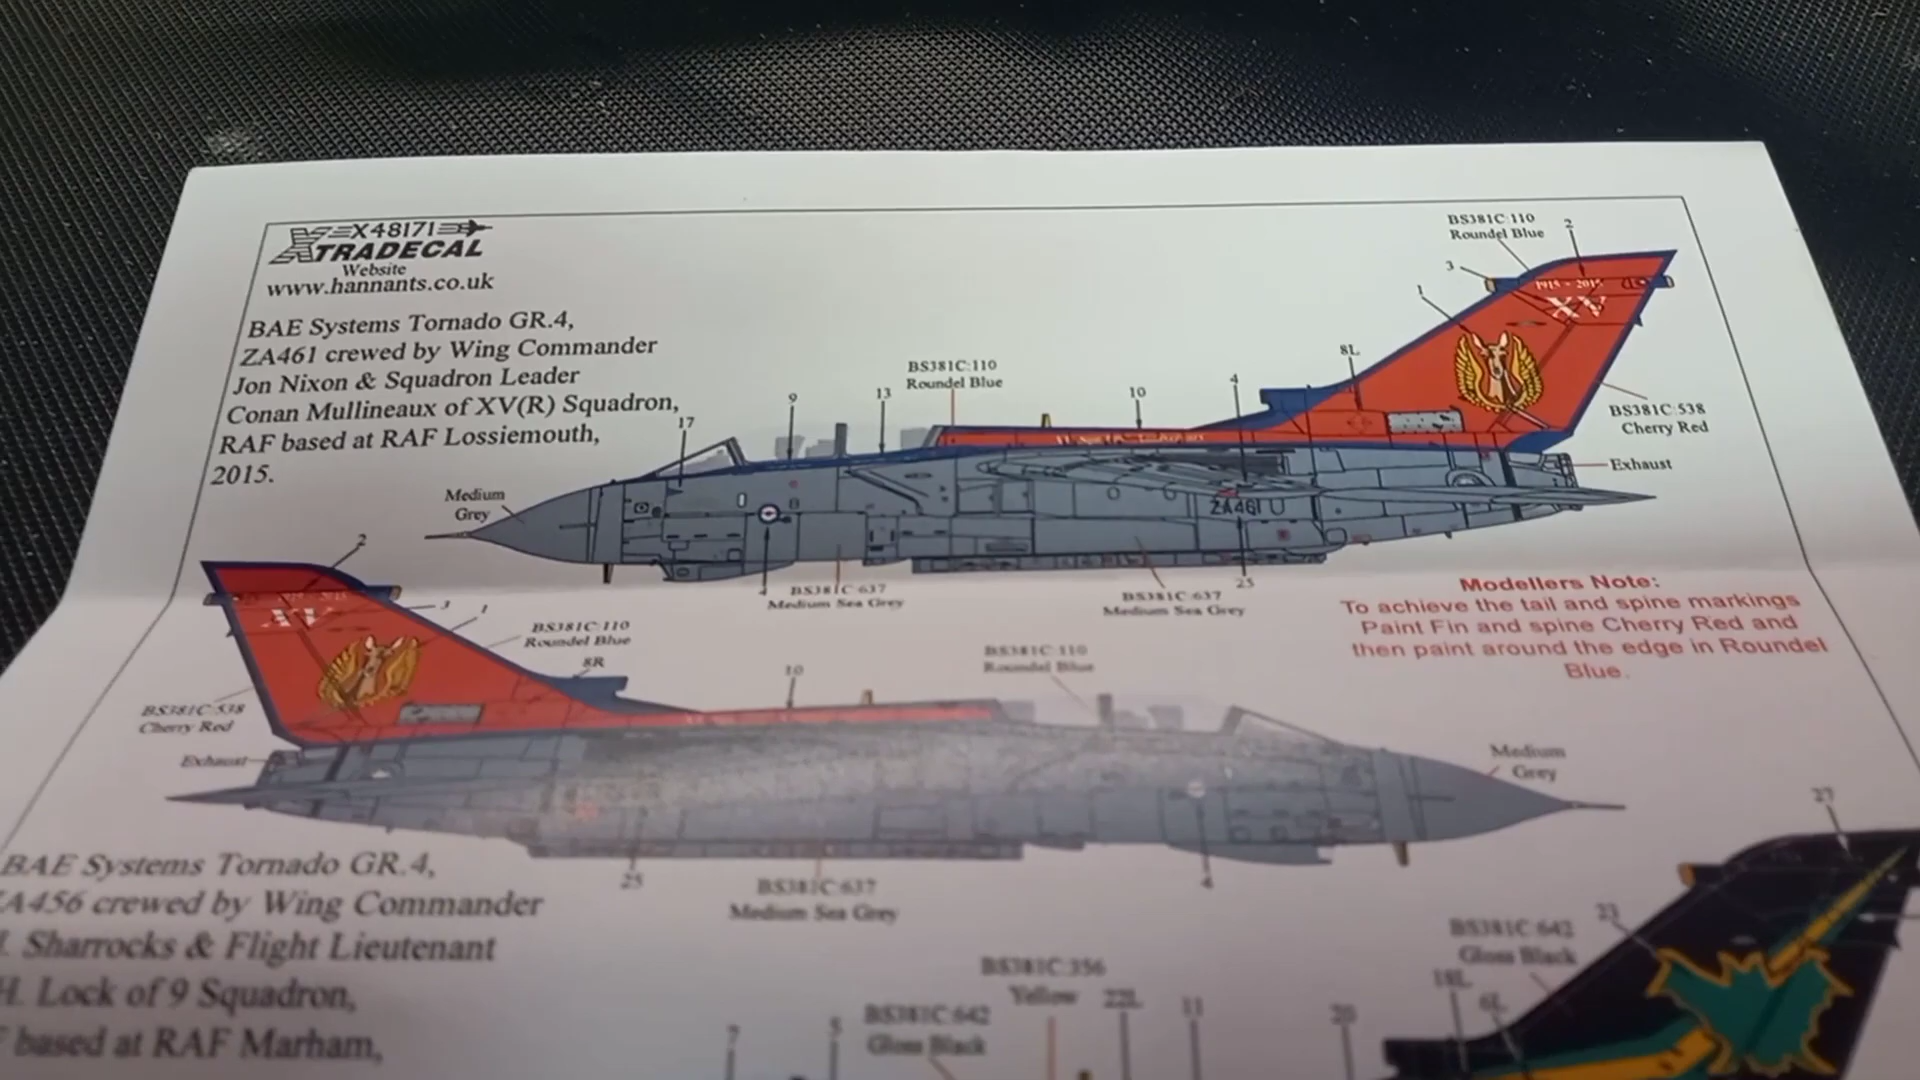 X48171
XTRADECAL
Website
www.hannants.co.uk
BAE Systems Tornado GR.4,
ZA461 crewed by Wing Commander
Jon Nixon & Squadron Leader
Conan Mullineaux of XV(R) Squadron,
RAF based at RAF Lossiemouth,
2015.
BS381C:110
Roundel Blue
2
3
1
1915 - 2015
XV
8L
BS381C:110
Roundel Blue
4
10
13
9
17
BS381C:538
Cherry Red
Exhaust
Medium
Grey
ZA461
4
BS381C:637
Medium Sea Grey
BS381C:637
Medium Sea Grey
25
Modellers Note:
To achieve the tail and spine markings
Paint Fin and spine Cherry Red and
then paint around the edge in Roundel
Blue.
2
3
1
XV
BS381C:110
Roundel Blue
8R
10
BS381C:110
Roundel Blue
BS381C:538
Cherry Red
Exhaust
Medium
Grey
25
BS381C:637
Medium Sea Grey
4
BAE Systems Tornado GR.4,
ZA456 crewed by Wing Commander
Sharrocks & Flight Lieutenant
H. Lock of 9 Squadron,
based at RAF Marham,
27
23
BS381C:642
Gloss Black
18L
6L
BS381C:356
Yellow
22L
11
20
BS381C:642
Gloss Black
7
5